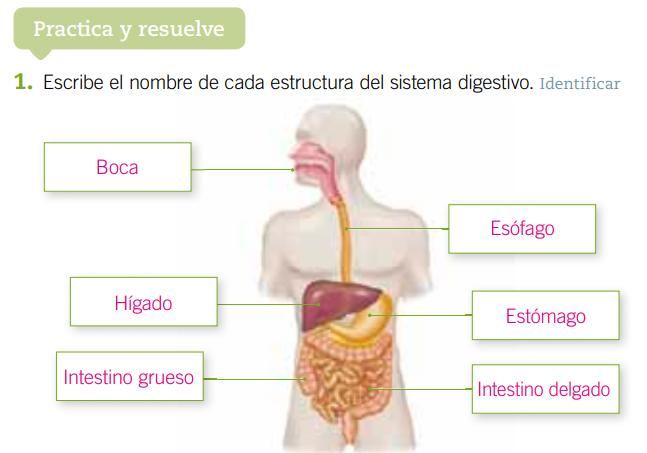 Practica y resuelve
1. Escribe el nombre de cada estructura del sistema digestivo. Identificar
Boca
Esófago
Hígado
Estómago
Intestino grueso
Intestino delgado